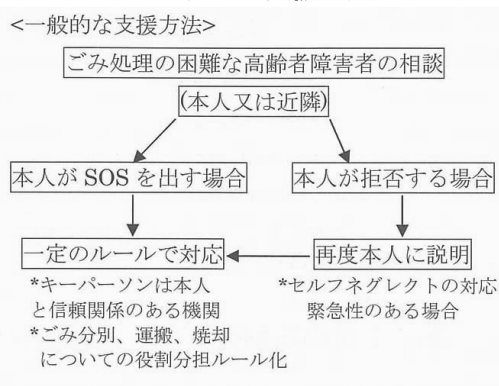 <一般的な支援方法>
ごみ処理の困難な高齢者障害者の相談
(本人又は近隣)
本人が SOS を出す場合
本人が拒否する場合
一定のルールで対応
再度本人に説明
*キーパーソンは本人
と信頼関係のある機関
*ごみ分別、運搬、焼却
についての役割分担ルール化
*セルフネグレクトの対応
緊急性のある場合